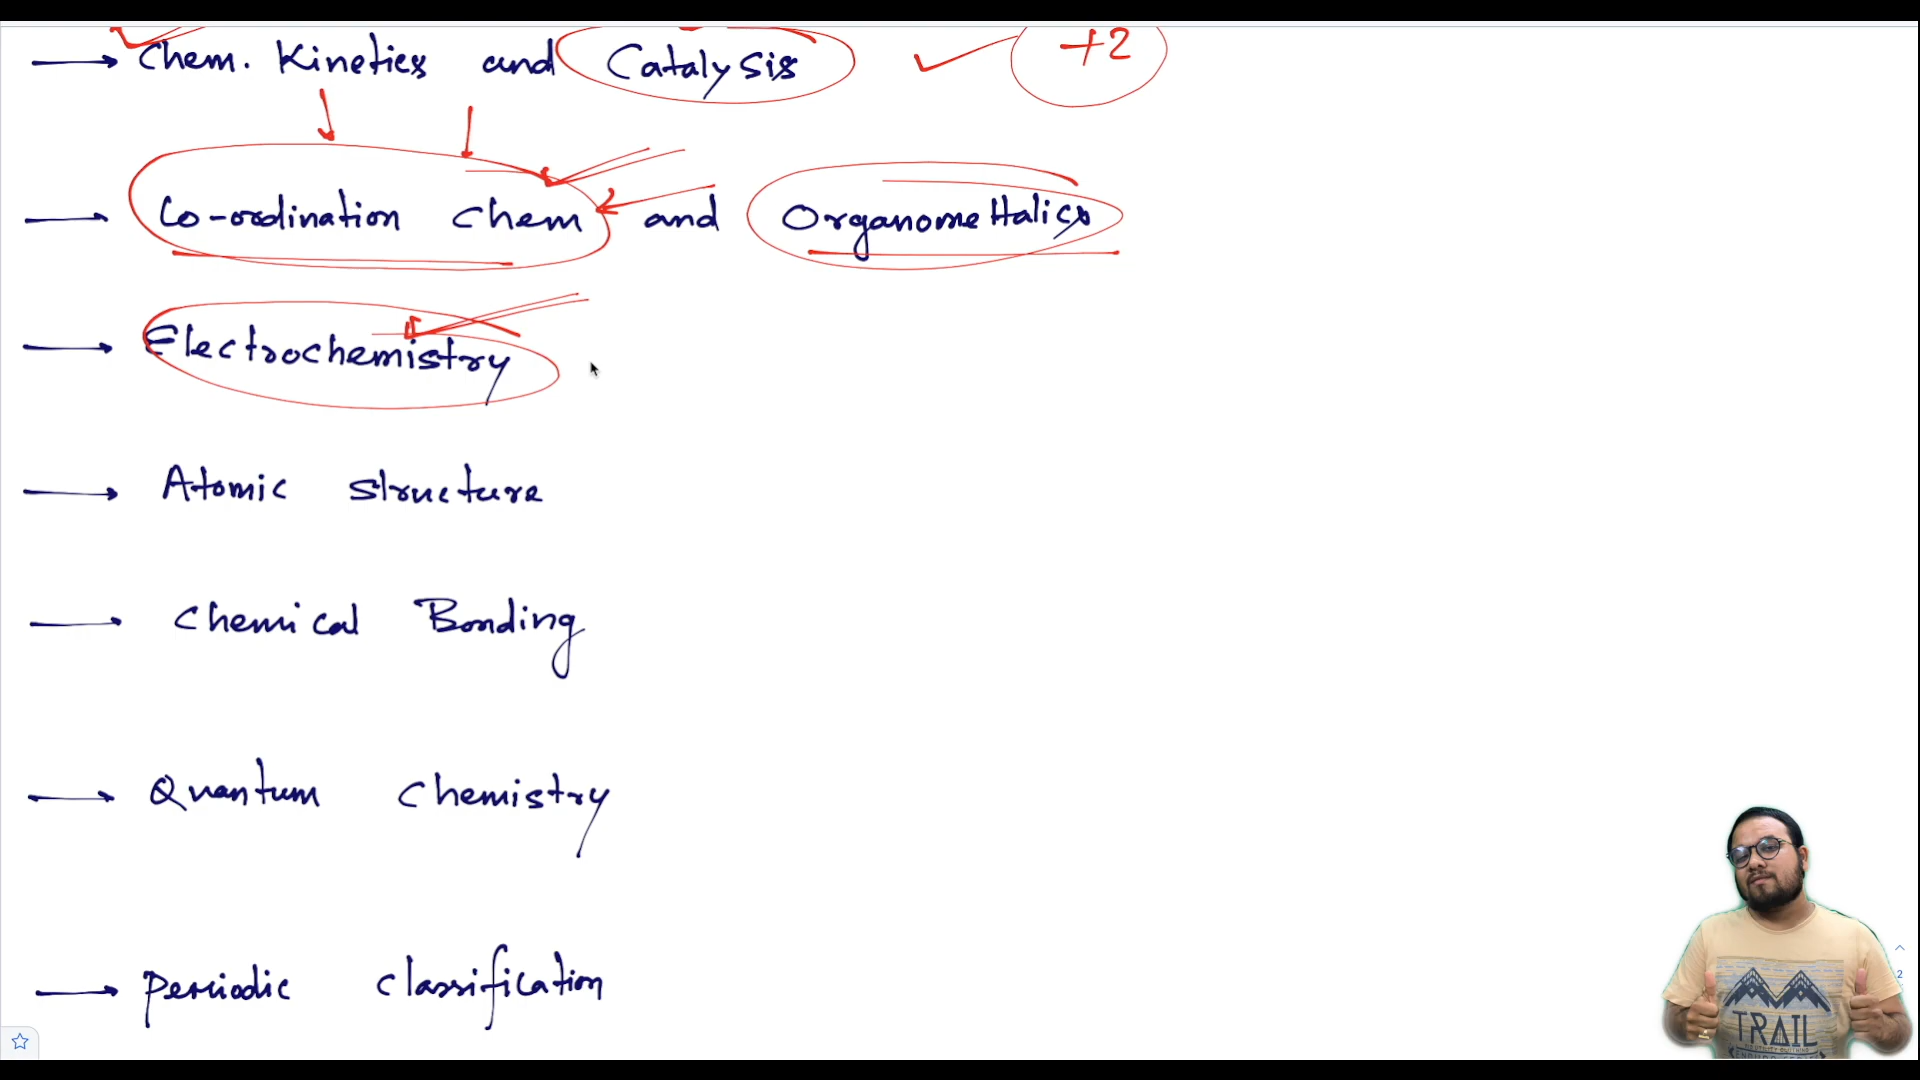 → Chem. Kinetics and Catalysis ✓ +2
→ Co-ordination Chem and Organometallics
→ Electrochemistry
→ Atomic structure
→ Chemical Bonding
→ Quantum Chemistry
→ Periodic Classification
2
TRAIL